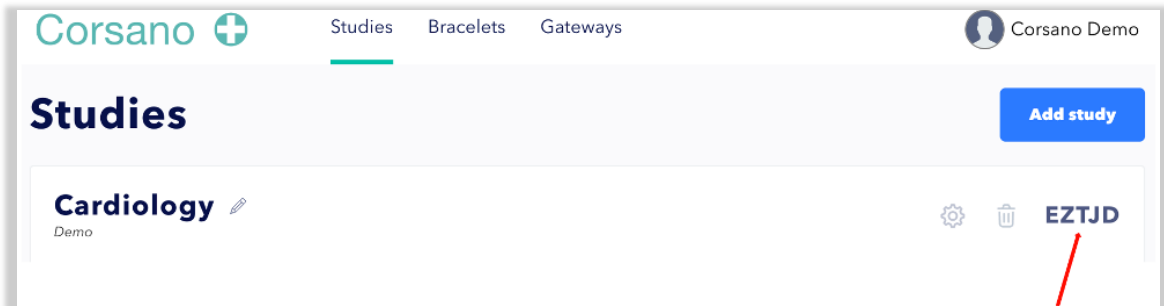 Corsano Studies Bracelets Gateways Corsano Demo
Studies Add study
Cardiology EZTJD
Demo